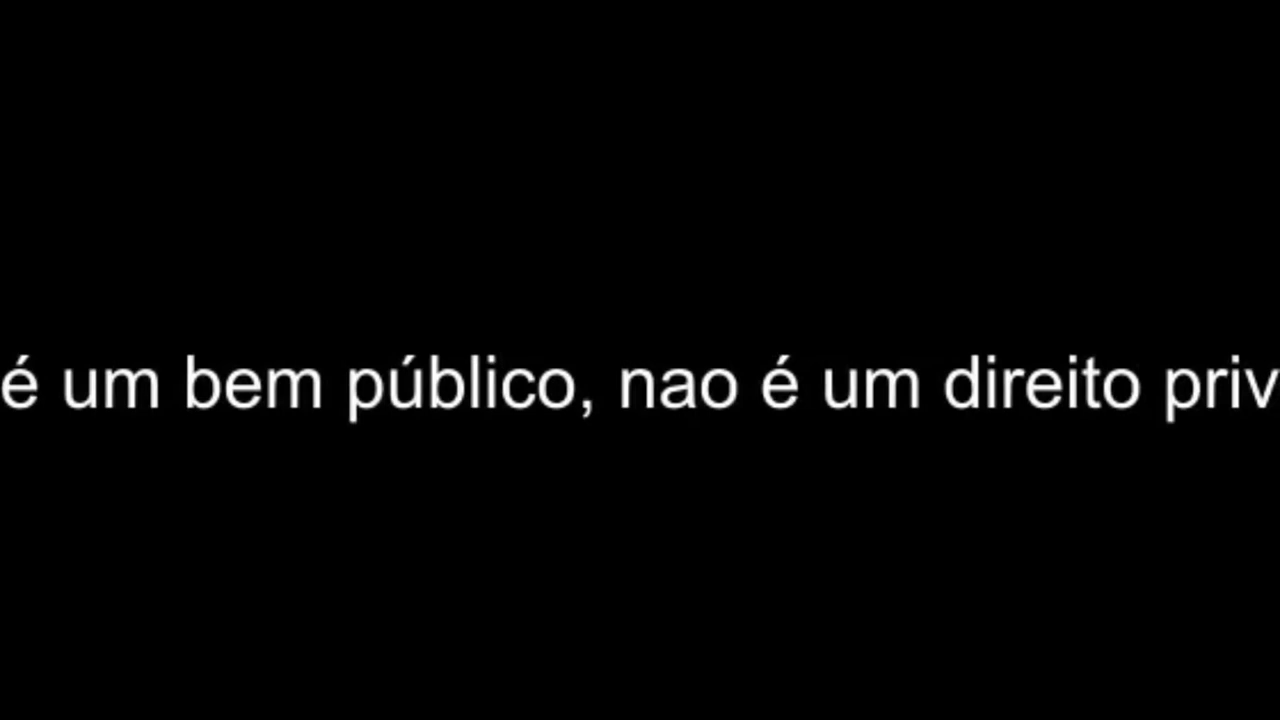 é um bem público, nao é um direito priv